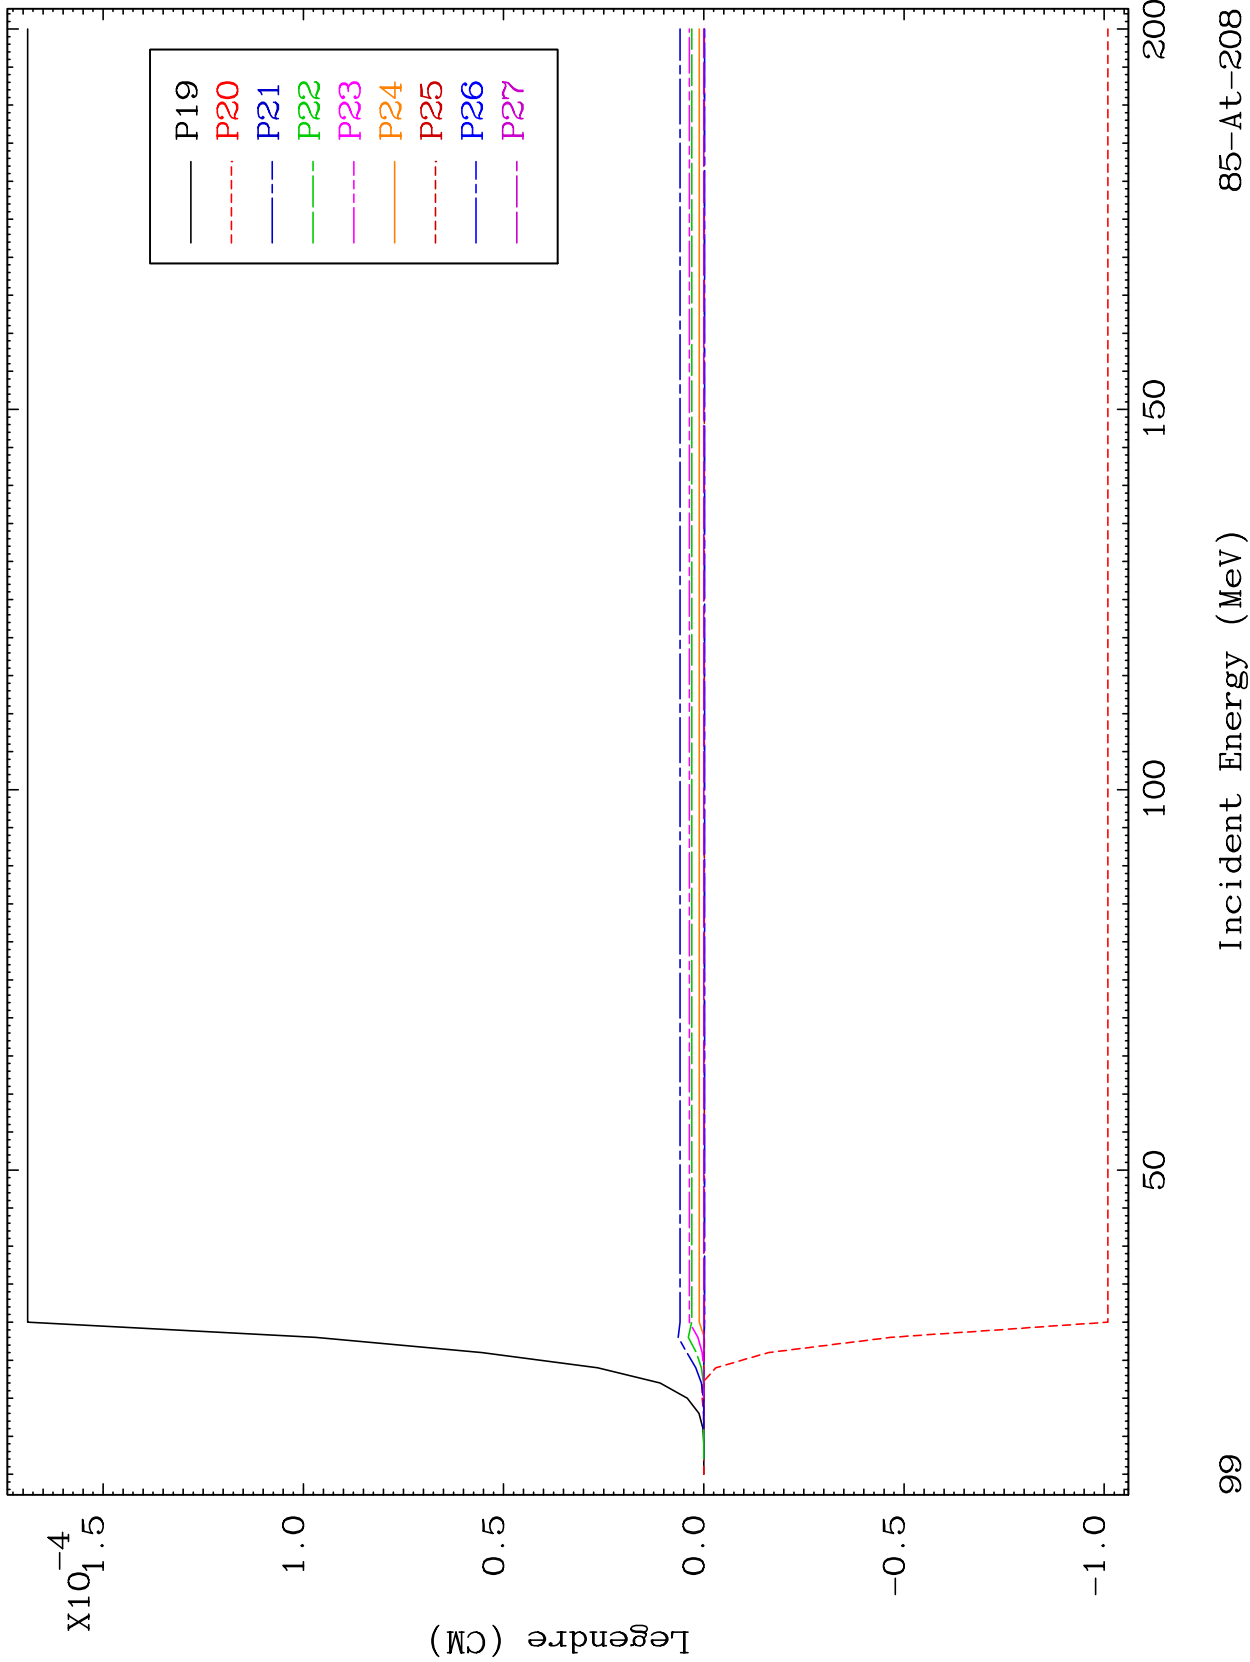 X10-4
1.5
1.0
0.5
0.0
-0.5
-1.0
Legendre (CM)
P19
P20
P21
P22
P23
P24
P25
P26
P27
50
100
150
200
Incident Energy (MeV)
99
85-At-208